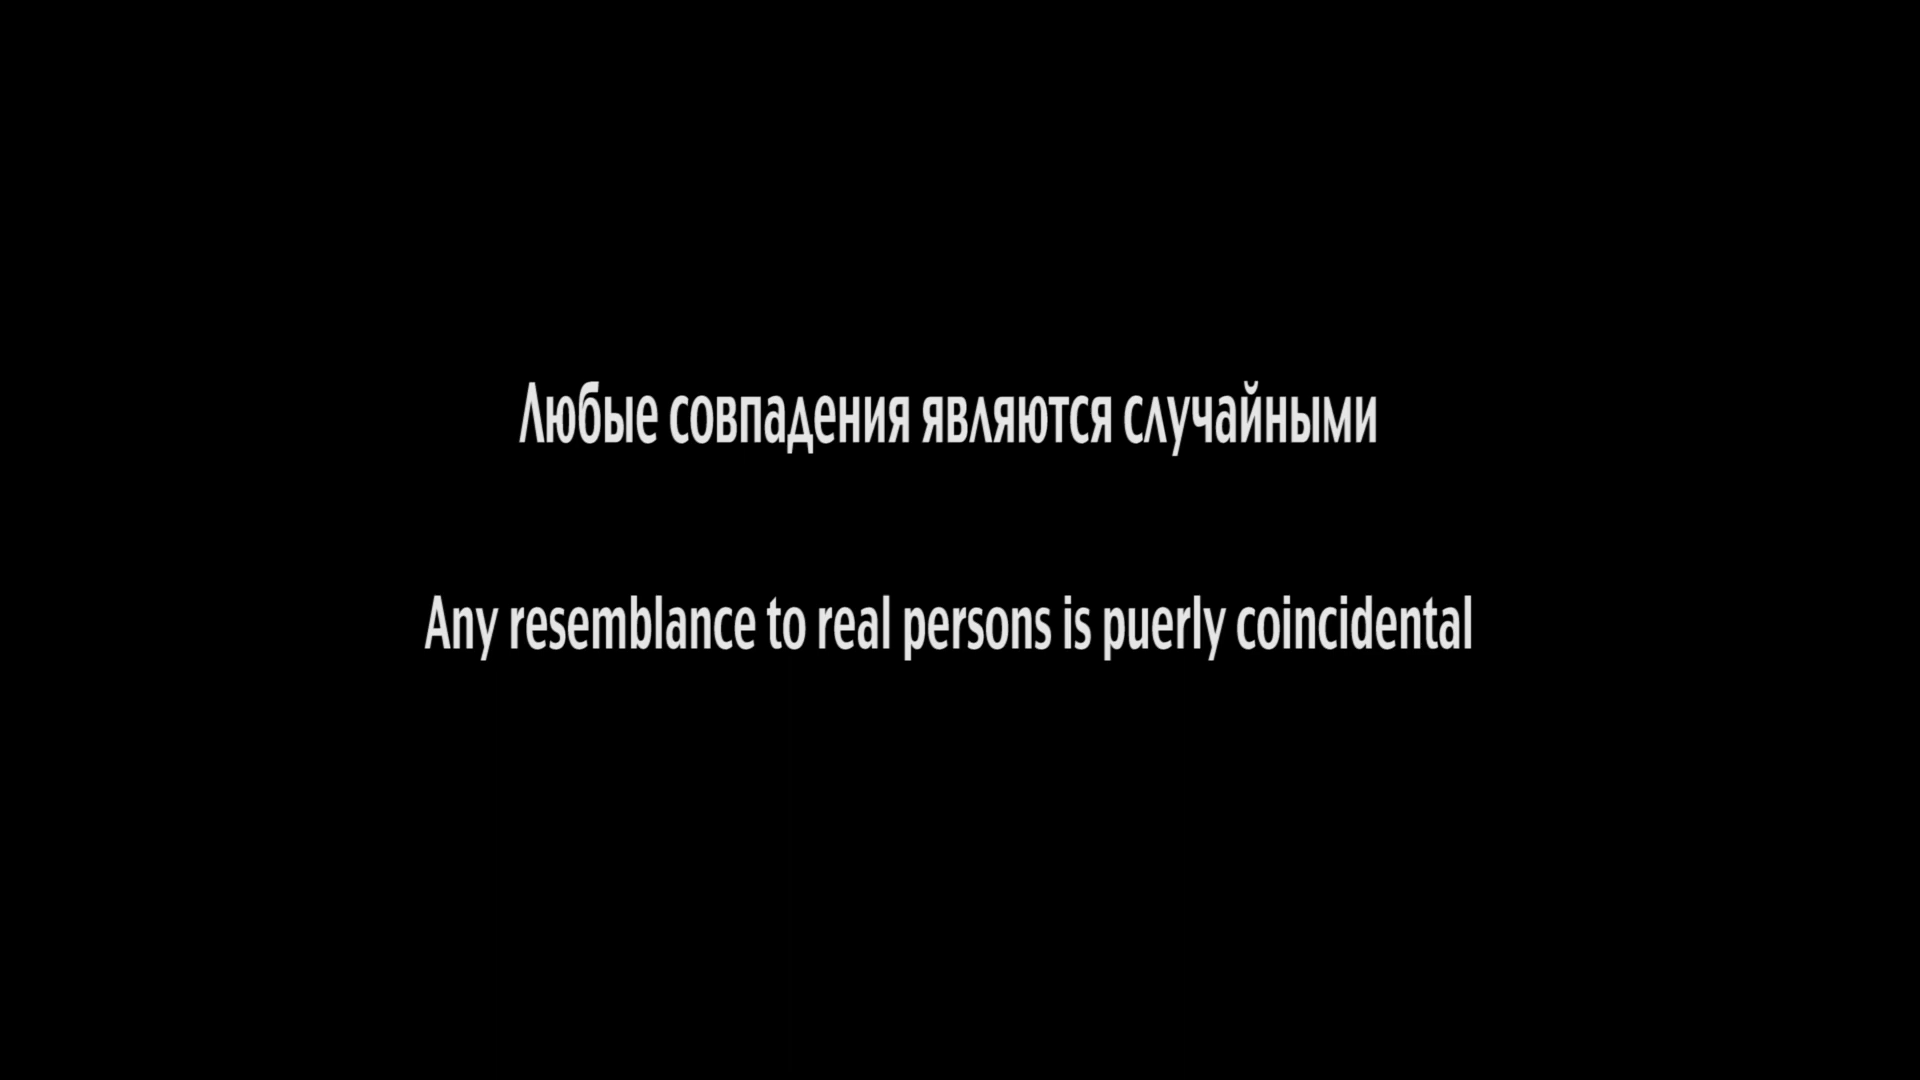 Любые совпадения являются случайными
Any resemblance to real persons is puerly coincidental